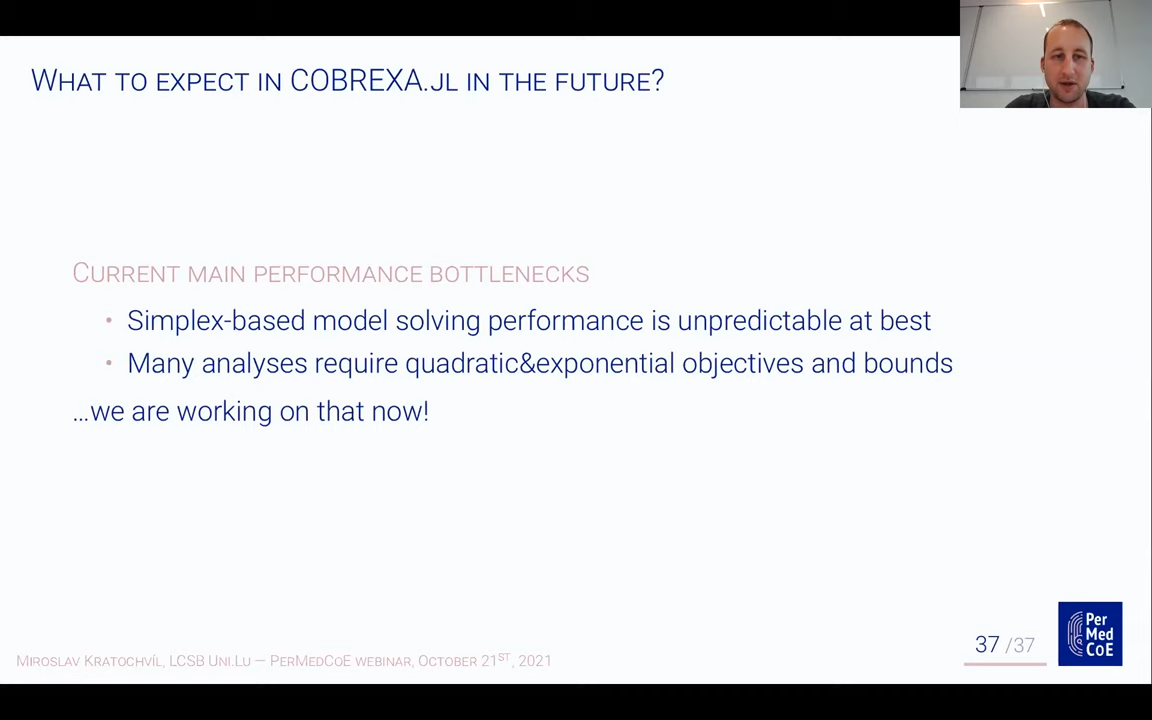 What to expect in COBREXA.jl in the future?
Current main performance bottlenecks
• Simplex-based model solving performance is unpredictable at best
• Many analyses require quadratic&exponential objectives and bounds
…we are working on that now!
Miroslav Kratochvíl, LCSB Uni.Lu — PerMedCoE webinar, October 21st, 2021
37 /37
Per
Med
CoE